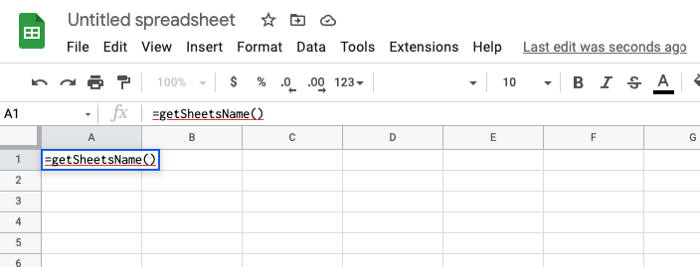 Untitled spreadsheet
File Edit View Insert Format Data Tools Extensions Help Last edit was seconds ago
100% $ % .0 .00 123 10 B I S A
A1 fx =getSheetsName()
A B C D E F G
1 =getSheetsName()
2
3
4
5
6